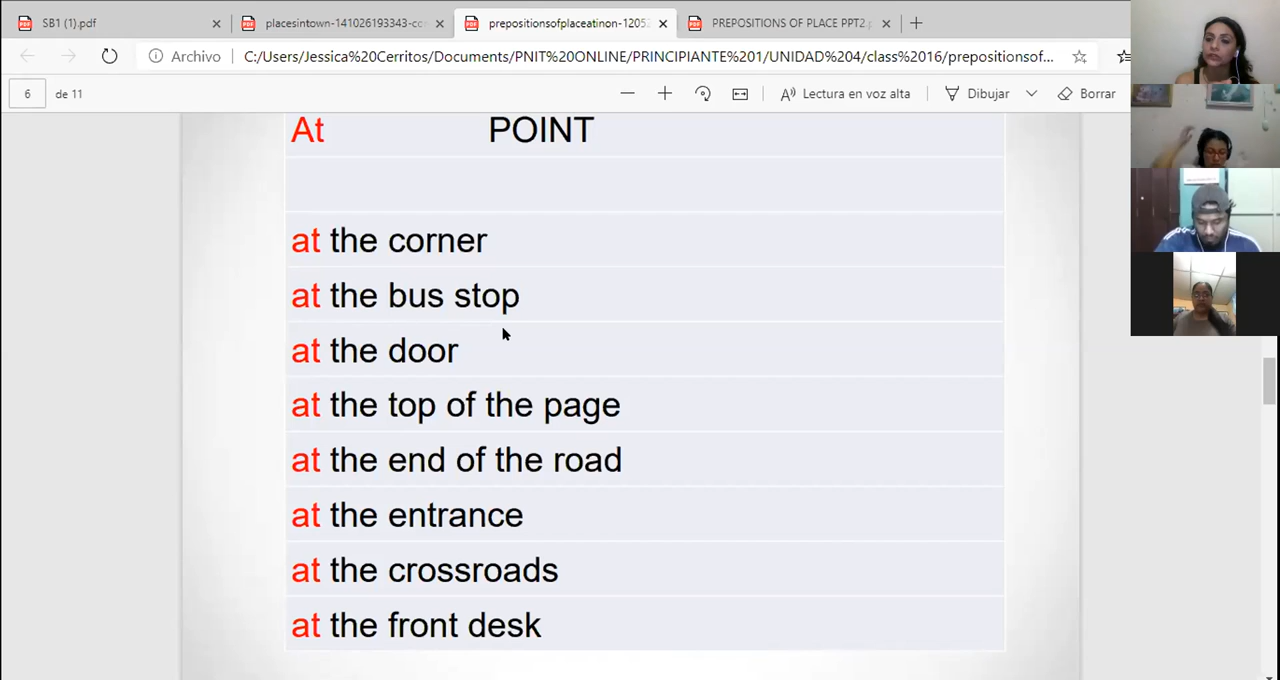 SB1 (1).pdf
placesintown-141026193343-co
prepositionsofplaceatinon-1205
PREPOSITIONS OF PLACE PPT2.p
Archivo
C:/Users/Jessica%20Cerritos/Documents/PNIT%20ONLINE/PRINCIPIANTE%201/UNIDAD%204/class%2016/prepositionsof...
6 de 11
Lectura en voz alta
Dibujar
Borrar
At POINT
at the corner
at the bus stop
at the door
at the top of the page
at the end of the road
at the entrance
at the crossroads
at the front desk